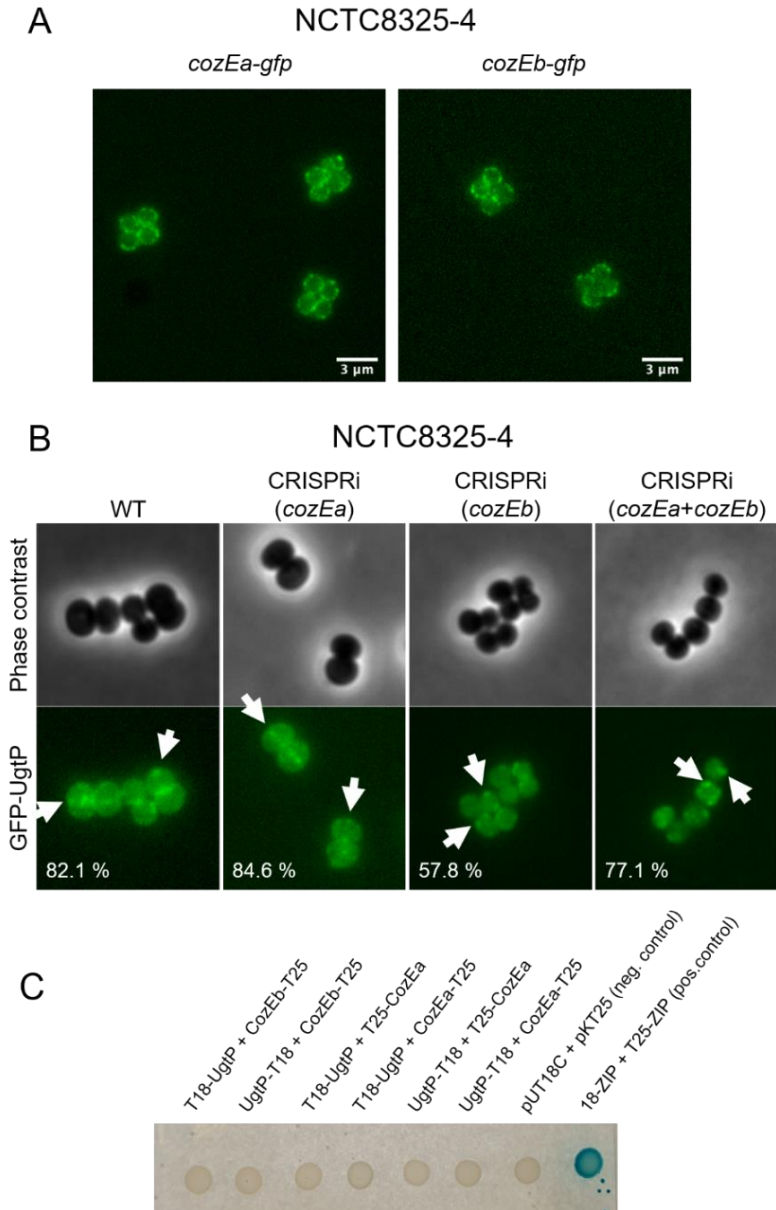 A
NCTC8325-4
cozEa-gfp
cozEb-gfp
3 µm
3 µm
B
NCTC8325-4
WT
CRISPRi
(cozEa)
CRISPRi
(cozEb)
CRISPRi
(cozEa+cozEb)
Phase contrast
GFP-UgtP
82.1 %
84.6 %
57.8 %
77.1 %
C
T18-UgtP + CozEb-T25
UgtP-T18 + CozEb-T25
T18-UgtP + T25-CozEa
T18-UgtP + CozEa-T25
UgtP-T18 + T25-CozEa
UgtP-T18 + CozEa-T25
pUT18C + pKT25 (neg. control)
18-ZIP + T25-ZIP (pos.control)